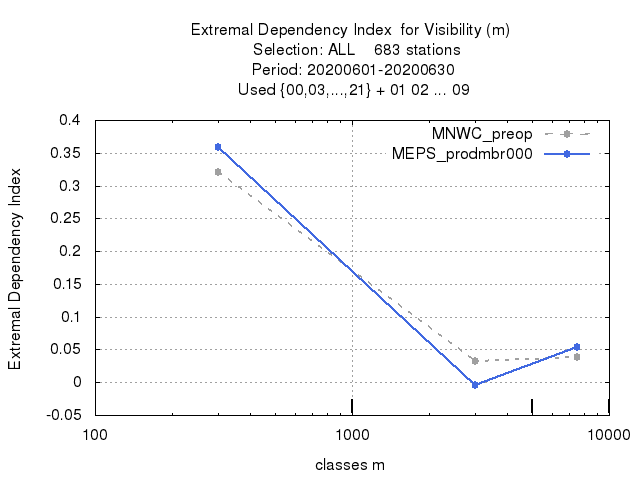 Extremal Dependency Index  for Visibility (m)
Selection: ALL    683 stations
Period: 20200601-20200630
Used {00,03,...,21} + 01 02 ... 09
MNWC_preop
MEPS_prodmbr000
0.4
0.35
0.3
0.25
0.2
0.15
0.1
0.05
0
-0.05
Extremal Dependency Index
100
1000
10000
classes m